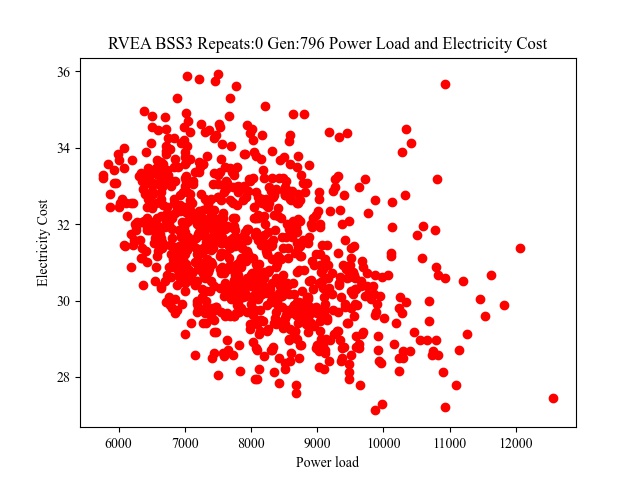 RVEA BSS3 Repeats:0 Gen:796 Power Load and Electricity Cost
36
34
32
30
28
Electricity Cost
6000 7000 8000 9000 10000 11000 12000
Power load